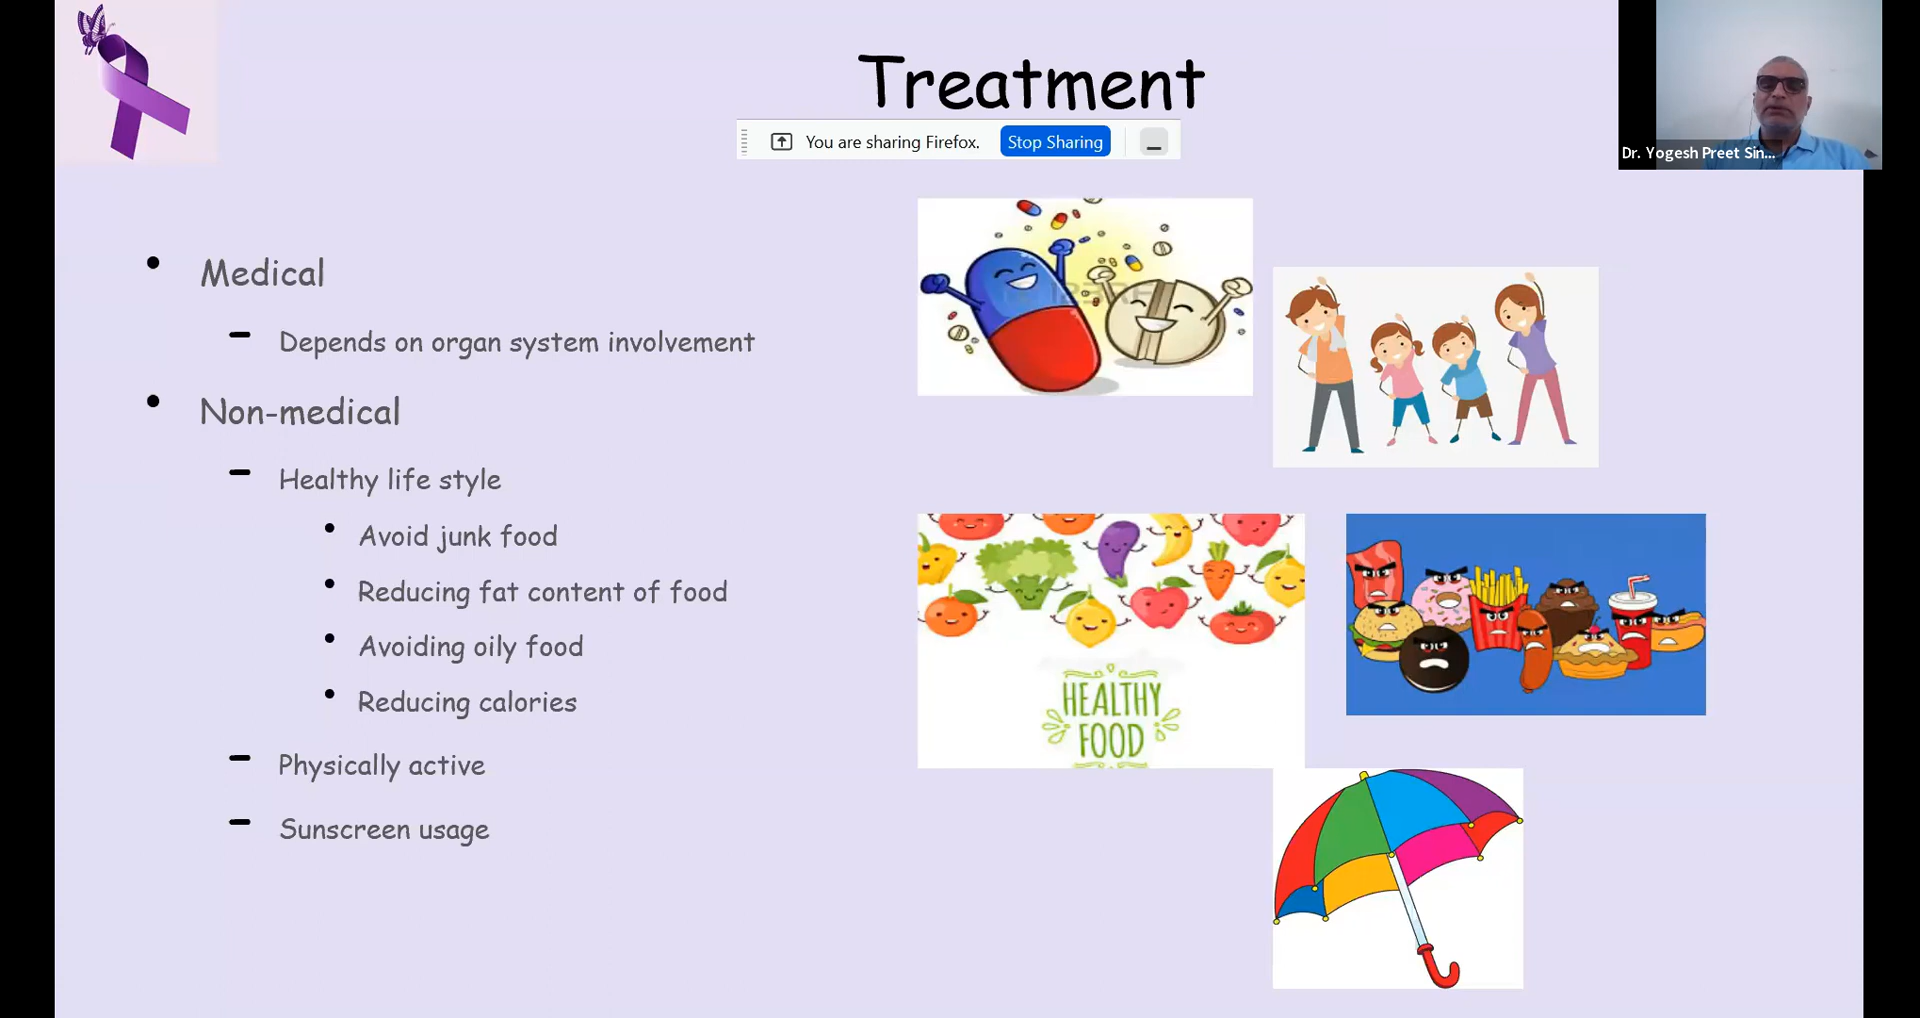 Treatment
You are sharing Firefox. Stop Sharing
Dr. Yogesh Preet Sin...
Medical
Depends on organ system involvement
Non-medical
Healthy life style
Avoid junk food
Reducing fat content of food
Avoiding oily food
Reducing calories
Physically active
Sunscreen usage
HEALTHY
FOOD